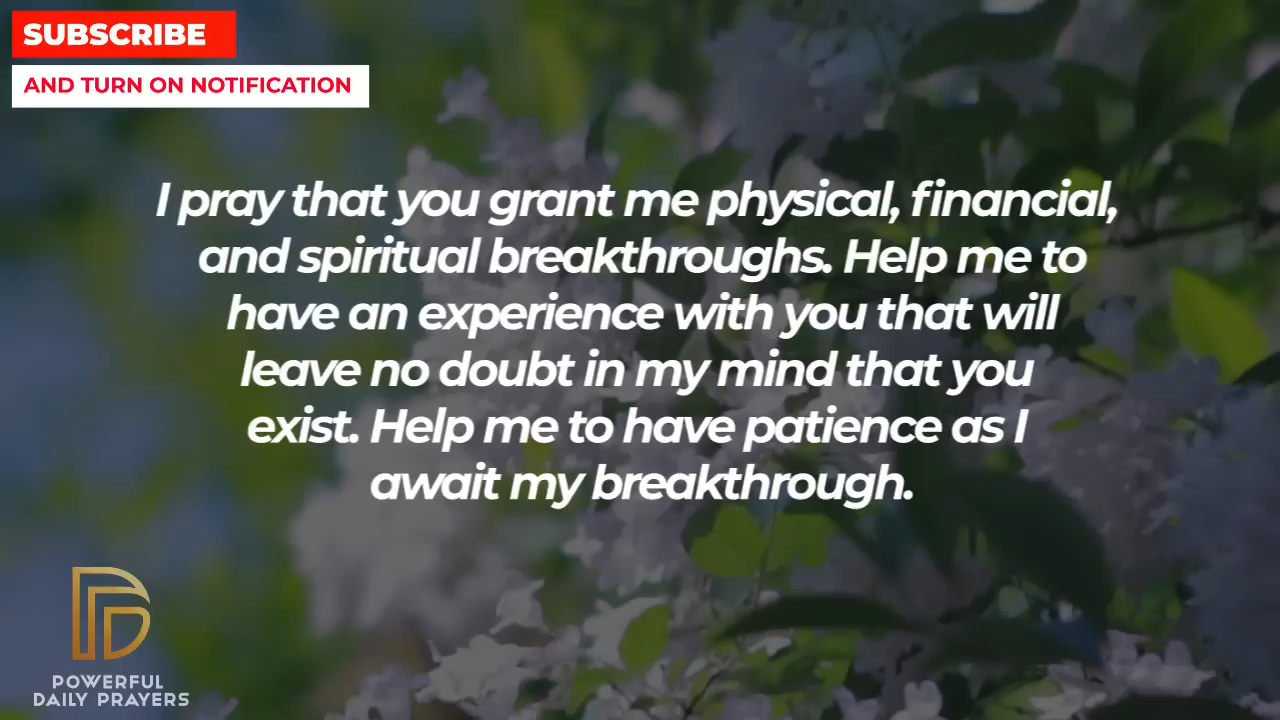 SUBSCRIBE
AND TURN ON NOTIFICATION
I pray that you grant me physical, financial,
and spiritual breakthroughs. Help me to
have an experience with you that will
leave no doubt in my mind that you
exist. Help me to have patience as I
await my breakthrough.
POWERFUL
DAILY PRAYERS